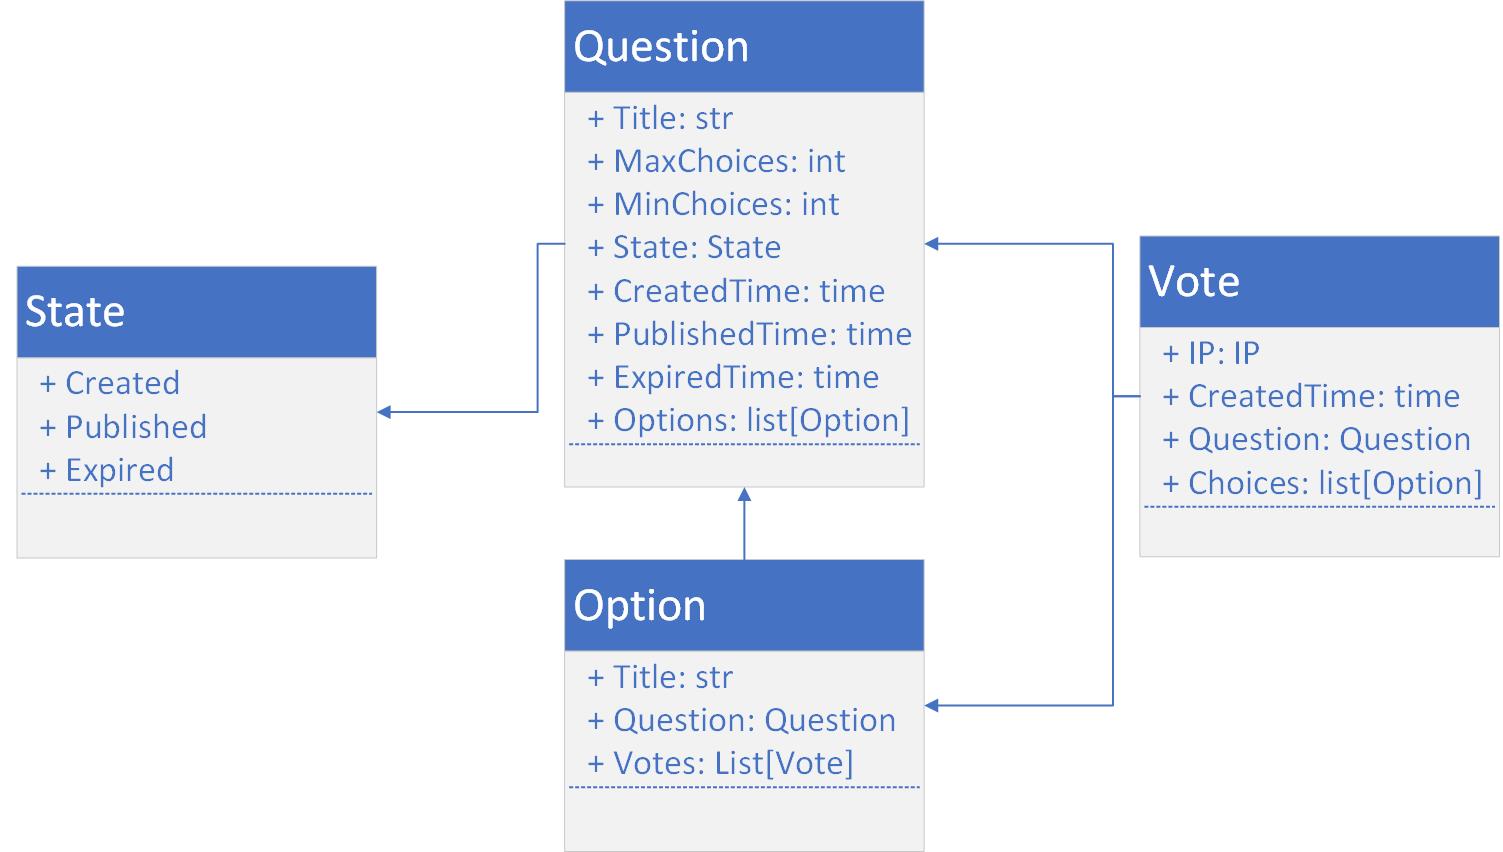 Question
+ Title: str
+ MaxChoices: int
+ MinChoices: int
+ State: State
+ CreatedTime: time
+ PublishedTime: time
+ ExpiredTime: time
+ Options: list[Option]
State
+ Created
+ Published
+ Expired
Vote
+ IP: IP
+ CreatedTime: time
+ Question: Question
+ Choices: list[Option]
Option
+ Title: str
+ Question: Question
+ Votes: List[Vote]